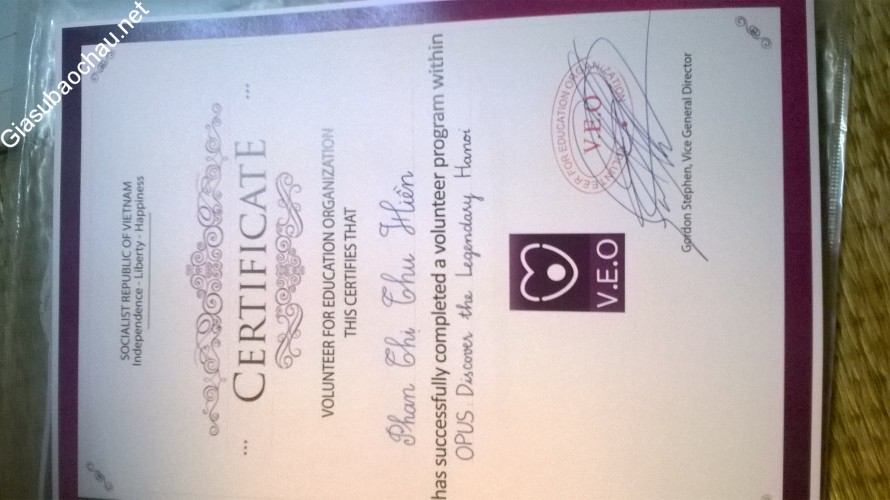 Giasubaochau.net
SOCIALIST REPUBLIC OF VIETNAM
Independence - Liberty - Happiness
... CERTIFICATE ...
VOLUNTEER FOR EDUCATION ORGANIZATION
THIS CERTIFIES THAT
Phan Thị Thu Hiền
has successfully completed a volunteer program within
OPUS: Discover the Legendary Hanoi
V.E.O
VOLUNTEER FOR EDUCATION ORGANIZATION
V.E.O
Gordon Stephen, Vice General Director